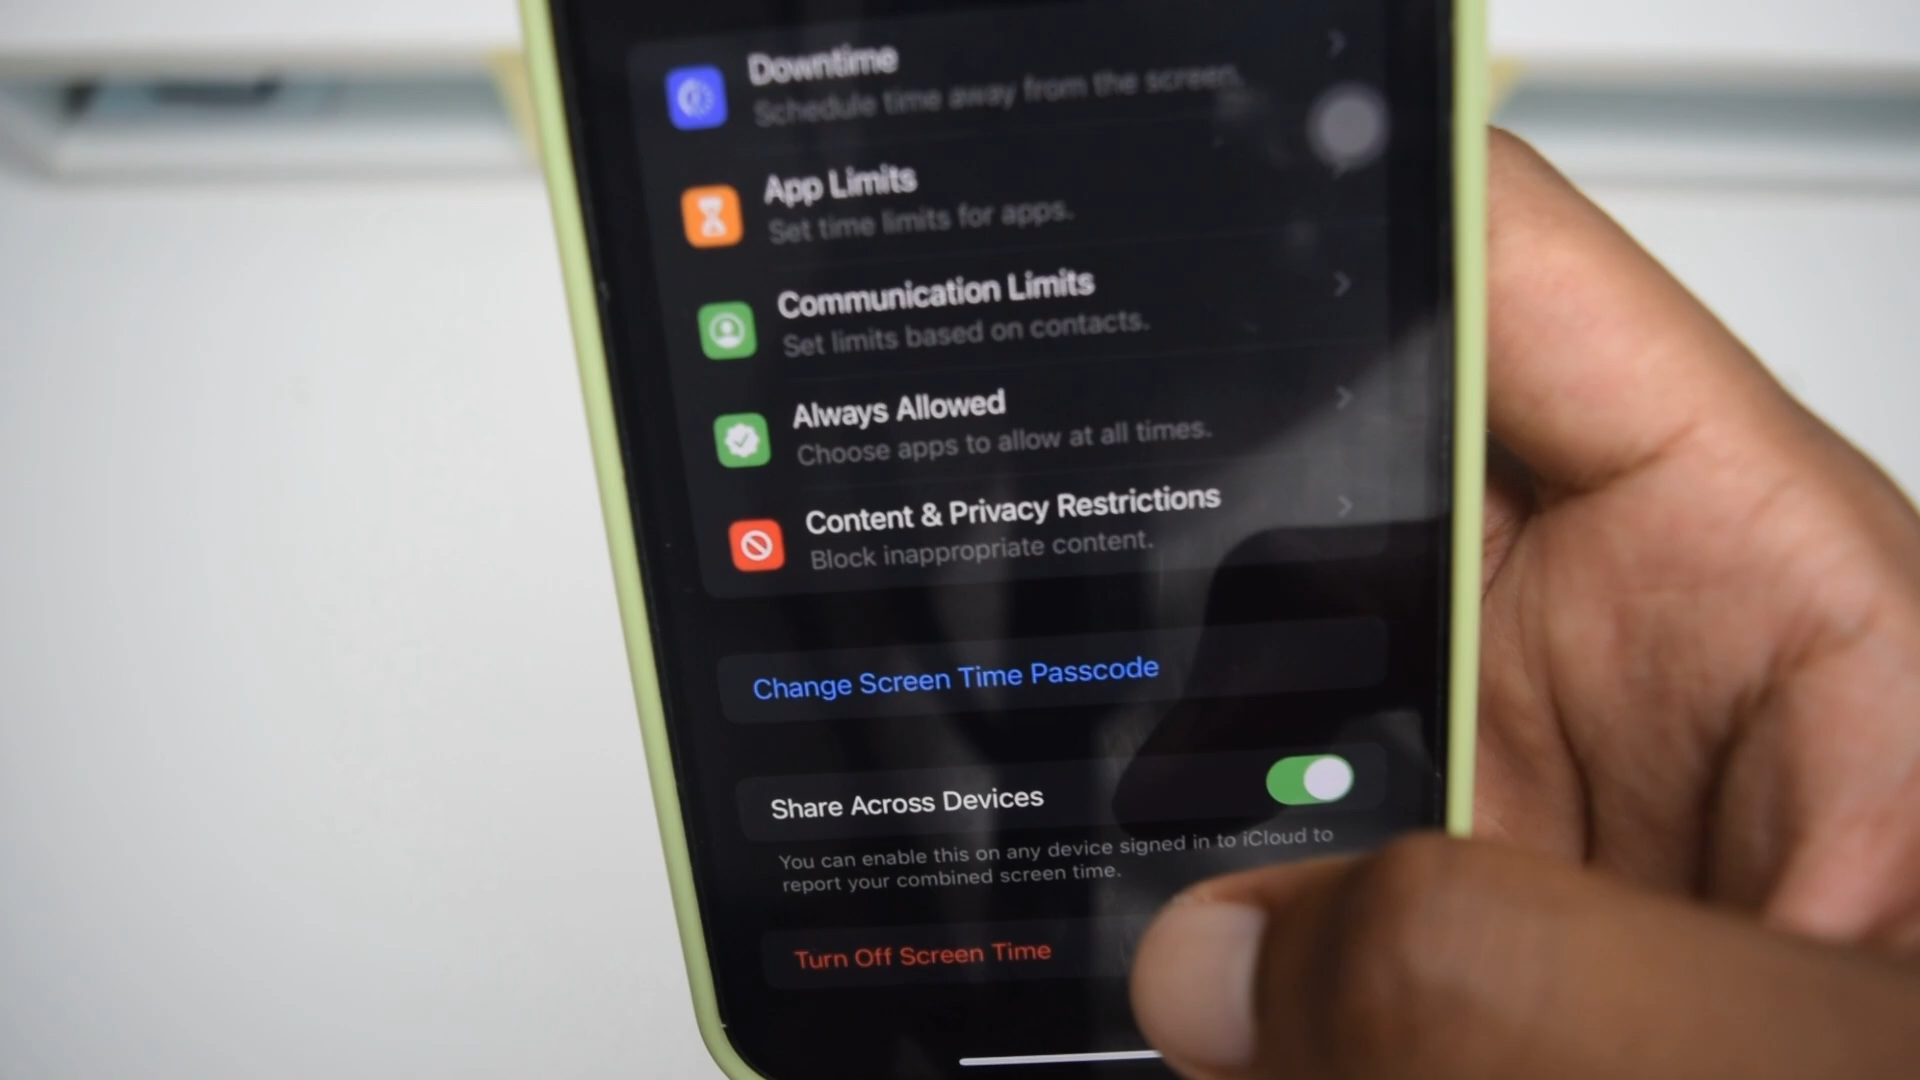 Downtime
Schedule time away from the screen.
App Limits
Set time limits for apps.
Communication Limits
Set limits based on contacts.
Always Allowed
Choose apps to allow at all times.
Content & Privacy Restrictions
Block inappropriate content.
Change Screen Time Passcode
Share Across Devices
You can enable this on any device signed in to iCloud to
report your combined screen time.
Turn Off Screen Time